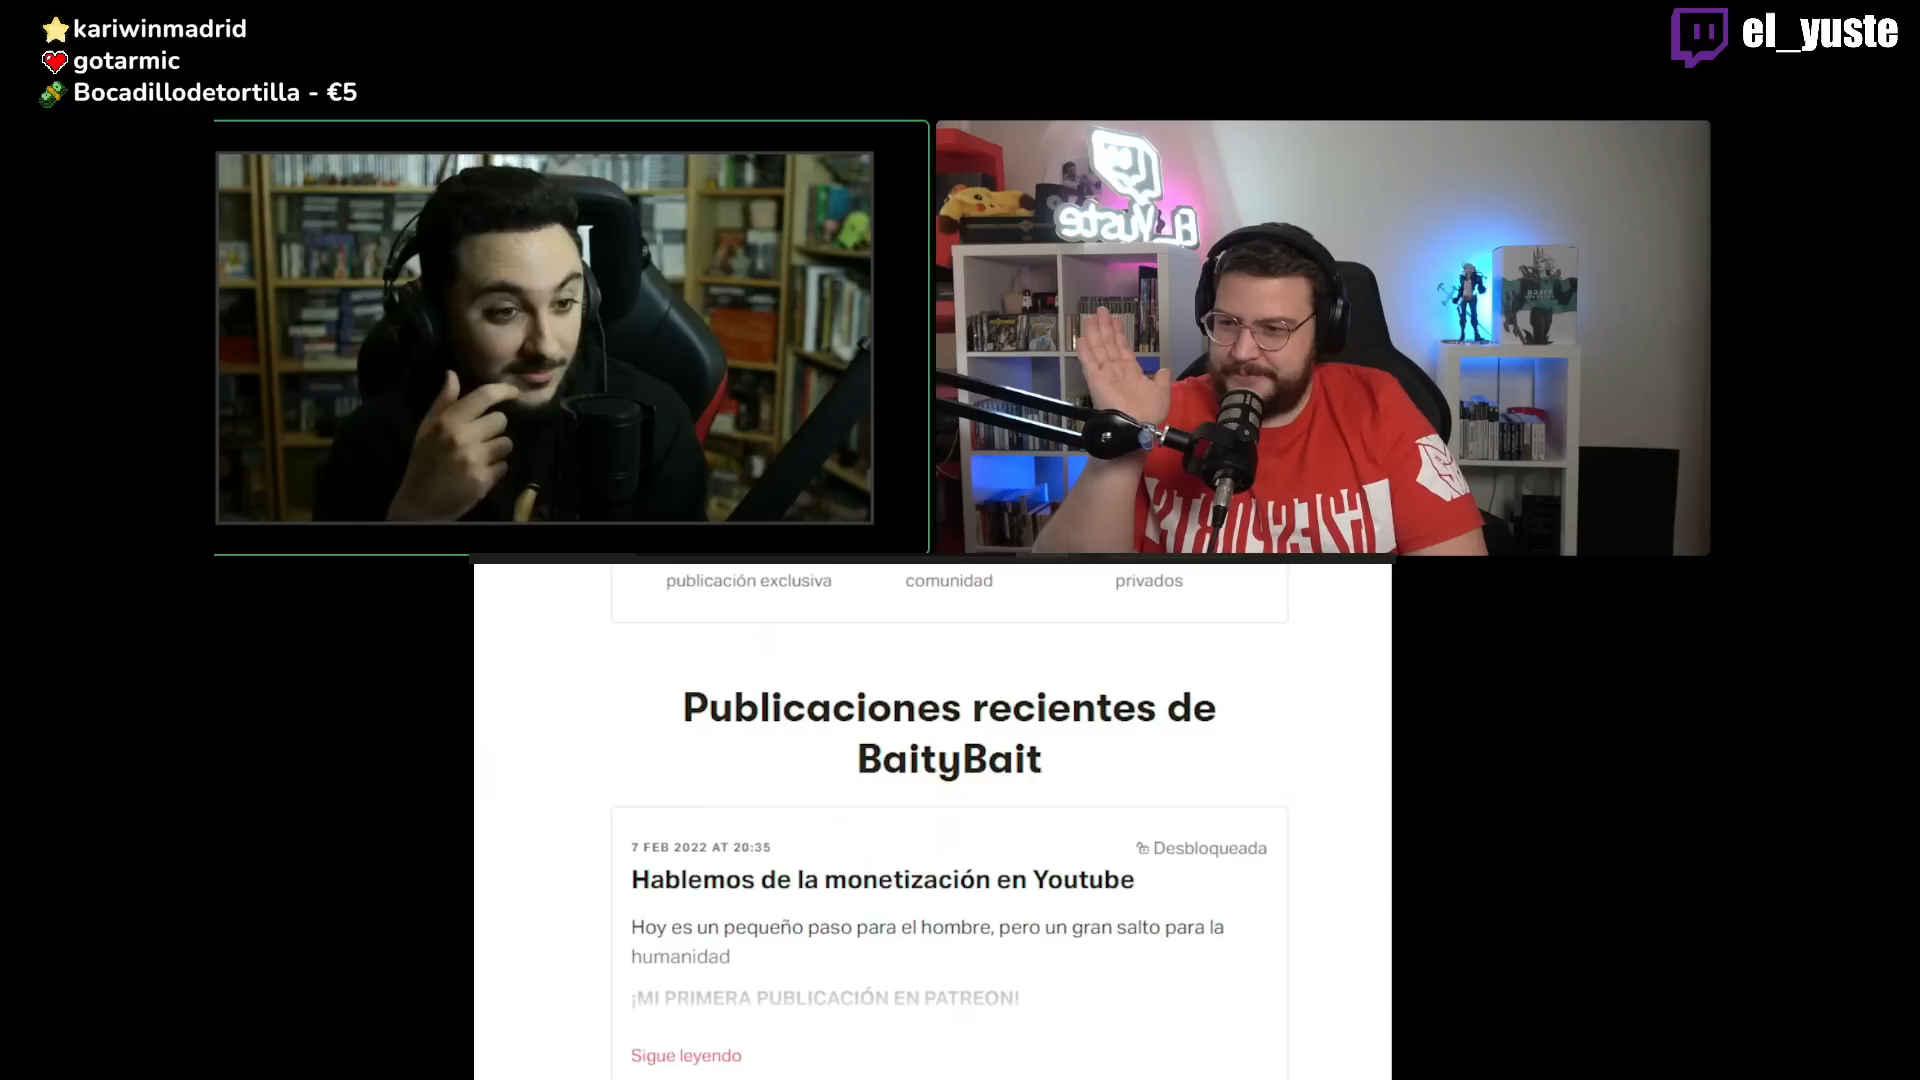 kariwinmadrid
gotarmic
Bocadillodetortilla - €5
el_yuste
El_Yuste
publicación exclusiva
comunidad
privados
Publicaciones recientes de
BaityBait
7 FEB 2022 AT 20:35
Desbloqueada
Hablemos de la monetización en Youtube
Hoy es un pequeño paso para el hombre, pero un gran salto para la
humanidad
¡MI PRIMERA PUBLICACIÓN EN PATREON!
Sigue leyendo